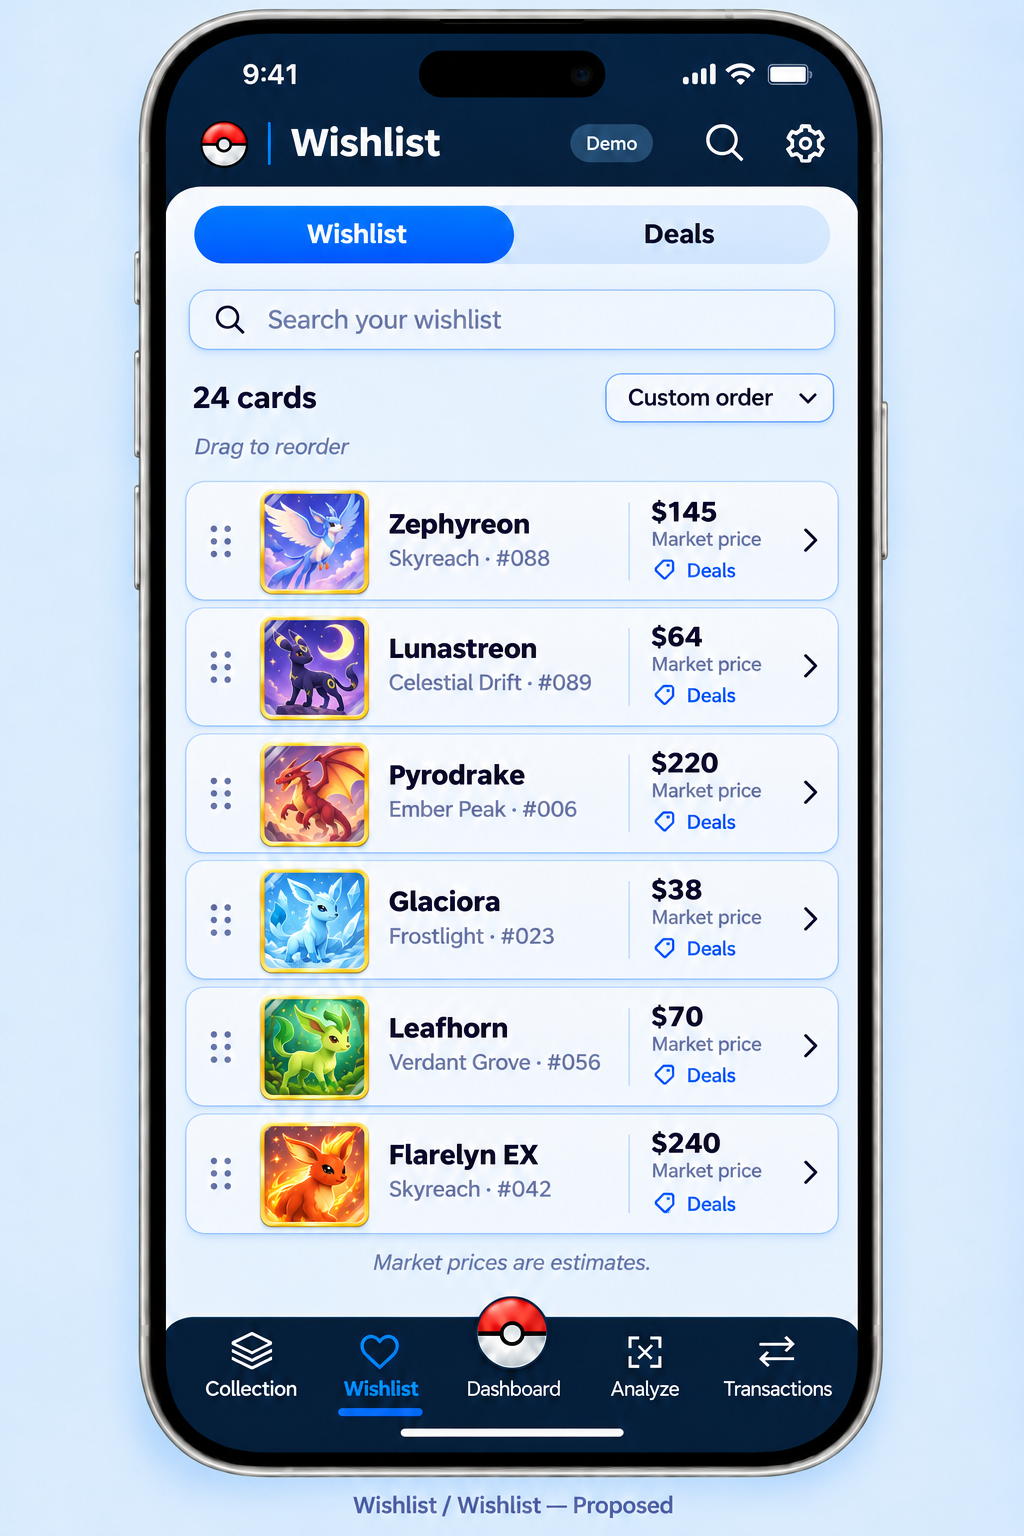 9:41
Wishlist
Demo
Wishlist
Deals
Search your wishlist
24 cards
Custom order
Drag to reorder
Zephyreon
Skyreach · #088
$145
Market price
Deals
Lunastreon
Celestial Drift · #089
$64
Market price
Deals
Pyrodrake
Ember Peak · #006
$220
Market price
Deals
Glaciora
Frostlight · #023
$38
Market price
Deals
Leafhorn
Verdant Grove · #056
$70
Market price
Deals
Flarelyn EX
Skyreach · #042
$240
Market price
Deals
Market prices are estimates.
Collection
Wishlist
Dashboard
Analyze
Transactions
Wishlist / Wishlist — Proposed